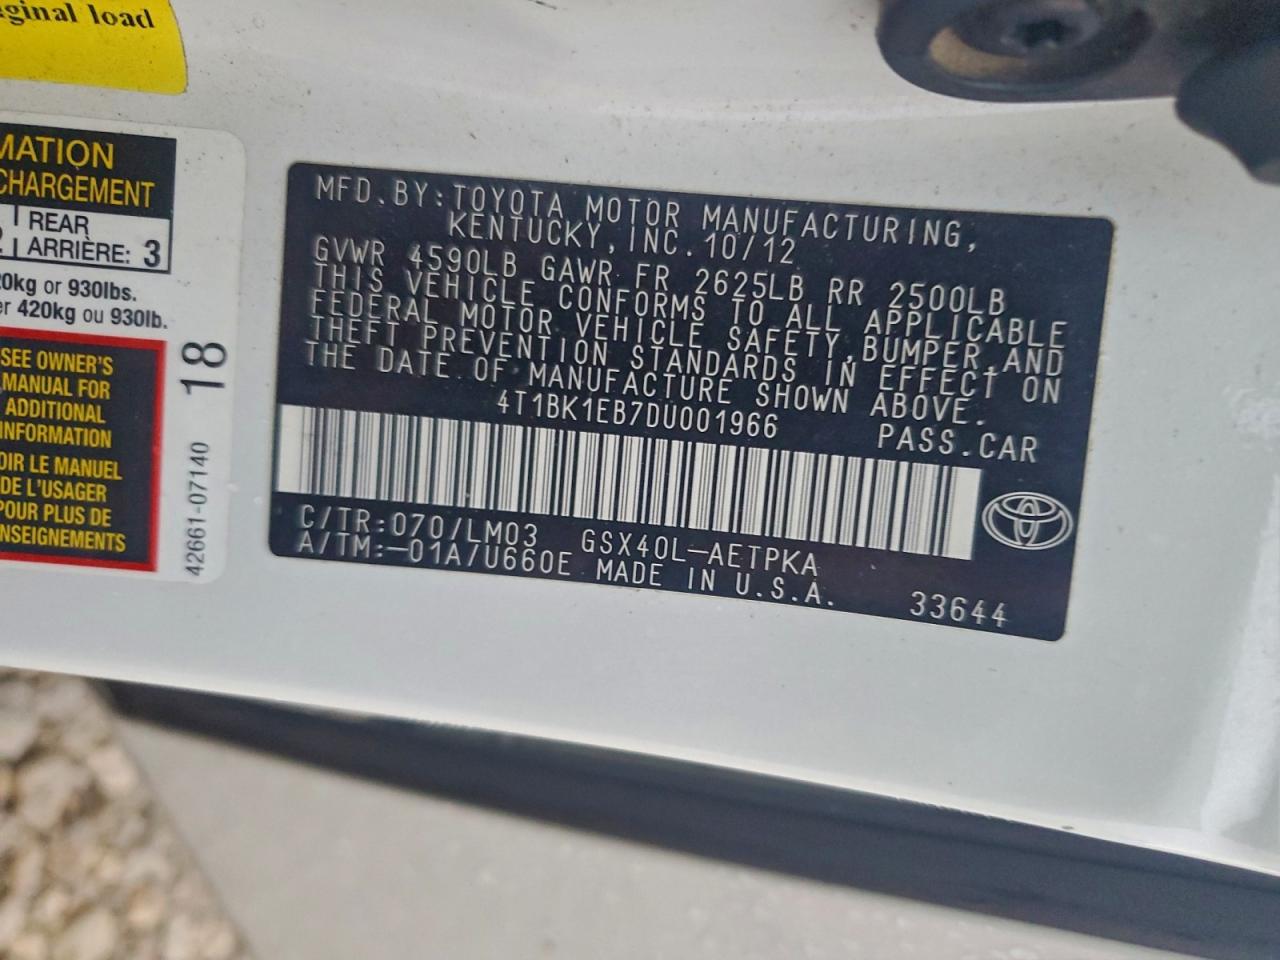 ginal load
MATION
CHARGEMENT
REAR
ARRIÈRE: 3
20kg or 930lbs.
er 420kg ou 930lb.
SEE OWNER'S
MANUAL FOR
ADDITIONAL
INFORMATION
OIR LE MANUEL
DE L'USAGER
POUR PLUS DE
NSEIGNEMENTS
18
42661-07140
MFD.BY:TOYOTA MOTOR MANUFACTURING,
KENTUCKY,INC.10/12
GVWR 4590LB GAWR FR 2625LB RR 2500LB
THIS VEHICLE CONFORMS TO ALL APPLICABLE
FEDERAL MOTOR VEHICLE SAFETY,BUMPER,AND
THEFT PREVENTION STANDARDS IN EFFECT ON
THE DATE OF MANUFACTURE SHOWN ABOVE.
4T1BK1EB7DU001966 PASS.CAR
C/TR:070/LM03 GSX40L-AETPKA
A/TM:-01A/U660E MADE IN U.S.A. 33644